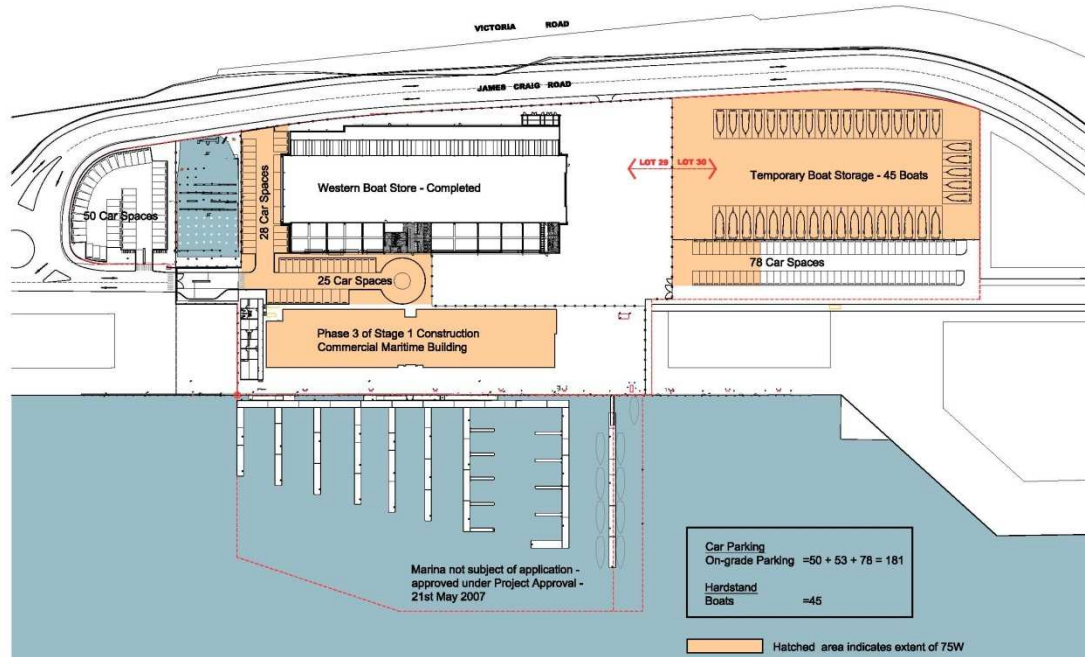 VICTORIA ROAD
JAMES CRAIG ROAD
LOT 29 LOT 30
Western Boat Store - Completed
Temporary Boat Storage - 45 Boats
50 Car Spaces
28 Car Spaces
78 Car Spaces
25 Car Spaces
Phase 3 of Stage 1 Construction
Commercial Maritime Building
Marina not subject of application -
approved under Project Approval -
21st May 2007
Car Parking
On-grade Parking =50 + 53 + 78 = 181
Hardstand
Boats =45
Hatched area indicates extent of 75W